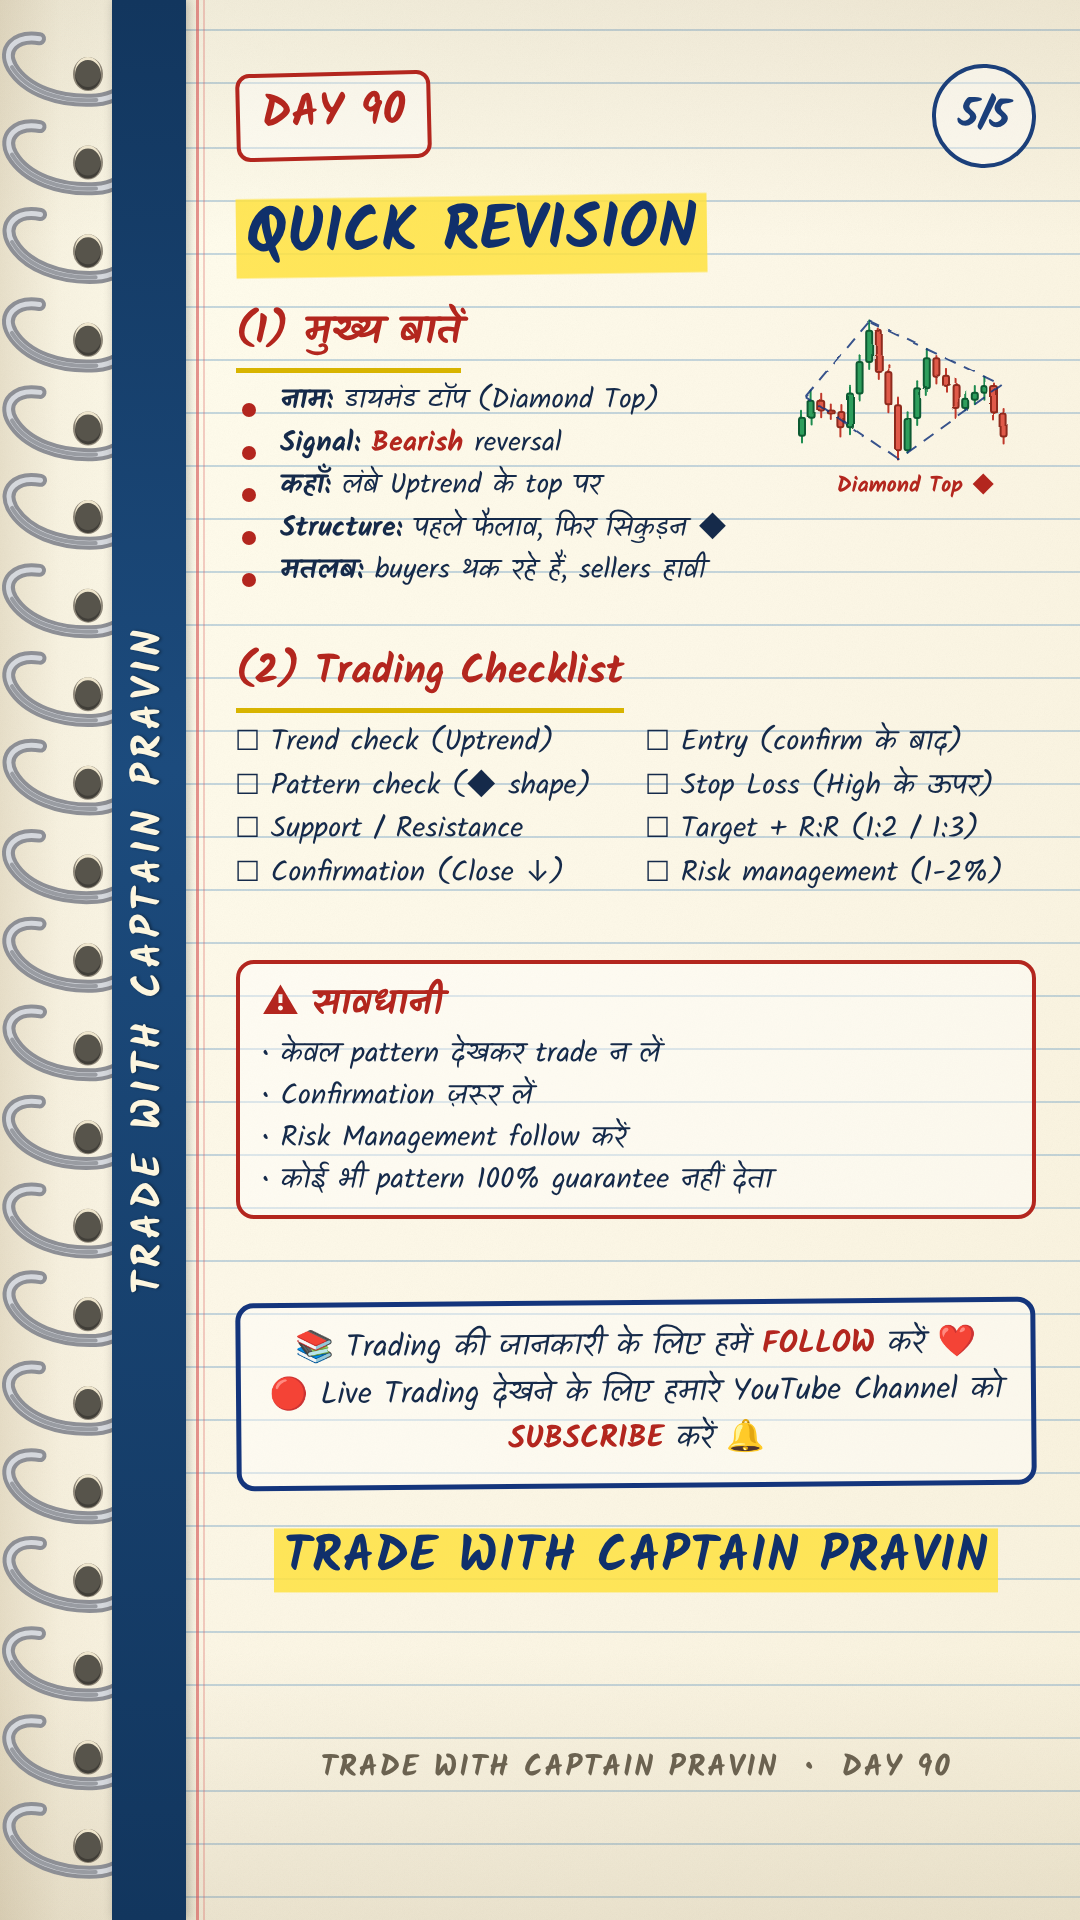 DAY 90
5/5
QUICK REVISION
(1) मुख्य बातें
नाम: डायमंड टॉप (Diamond Top)
Signal: Bearish reversal
कहाँ: लंबे Uptrend के top पर
Structure: पहले फैलाव, फिर सिकुड़न ◆
मतलब: buyers थक रहे हैं, sellers हावी
Diamond Top ◆
(2) Trading Checklist
☐ Trend check (Uptrend)
☐ Pattern check (◆ shape)
☐ Support / Resistance
☐ Confirmation (Close ↓)
☐ Entry (confirm के बाद)
☐ Stop Loss (High के ऊपर)
☐ Target + R:R (1:2 / 1:3)
☐ Risk management (1-2%)
⚠ सावधानी
· केवल pattern देखकर trade न लें
· Confirmation ज़रूर लें
· Risk Management follow करें
· कोई भी pattern 100% guarantee नहीं देता
📚 Trading की जानकारी के लिए हमें FOLLOW करें ❤️
🔴 Live Trading देखने के लिए हमारे YouTube Channel को
SUBSCRIBE करें 🔔
TRADE WITH CAPTAIN PRAVIN
TRADE WITH CAPTAIN PRAVIN · DAY 90
TRADE WITH CAPTAIN PRAVIN